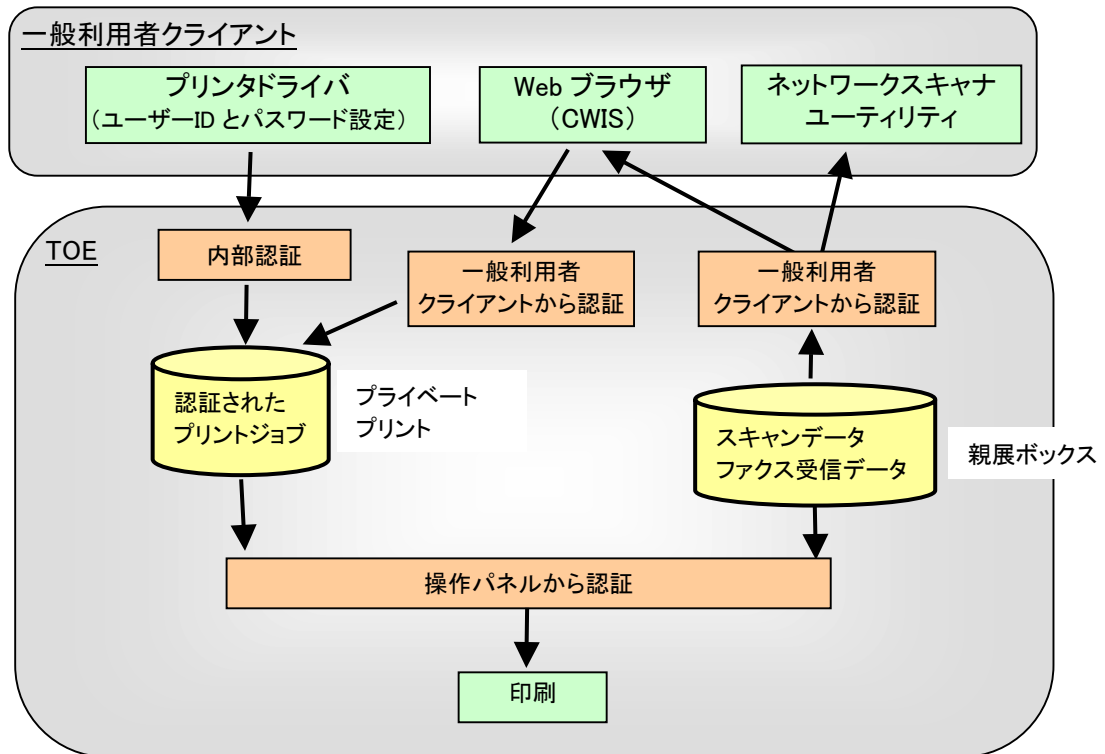 一般利用者クライアント
プリンタドライバ
（ユーザーID とパスワード設定）
Web ブラウザ
（CWIS）
ネットワークスキャナ
ユーティリティ
TOE
内部認証
一般利用者
クライアントから認証
一般利用者
クライアントから認証
認証された
プリントジョブ
プライベート
プリント
スキャンデータ
ファクス受信データ
親展ボックス
操作パネルから認証
印刷